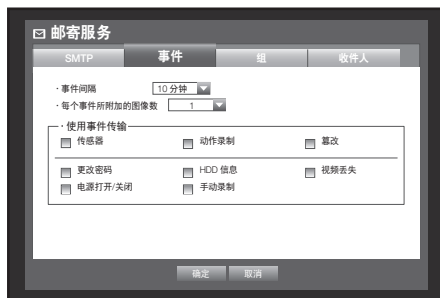 邮寄服务
SMTP 事件 组 收件人
·事件间隔 10 分钟
·每个事件所附加的图像数 1
·使用事件传输
传感器 动作录制 篡改
更改密码 HDD 信息 视频丢失
电源打开/关闭 手动录制
确定 取消